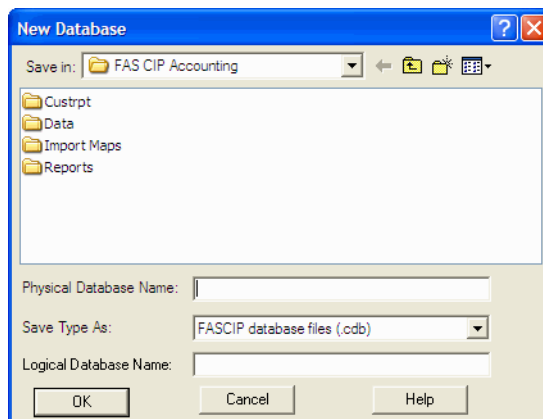 New Database
Save in: FAS CIP Accounting
Custrpt
Data
Import Maps
Reports
Physical Database Name:
Save Type As: FASCIP database files (.cdb)
Logical Database Name:
OK Cancel Help